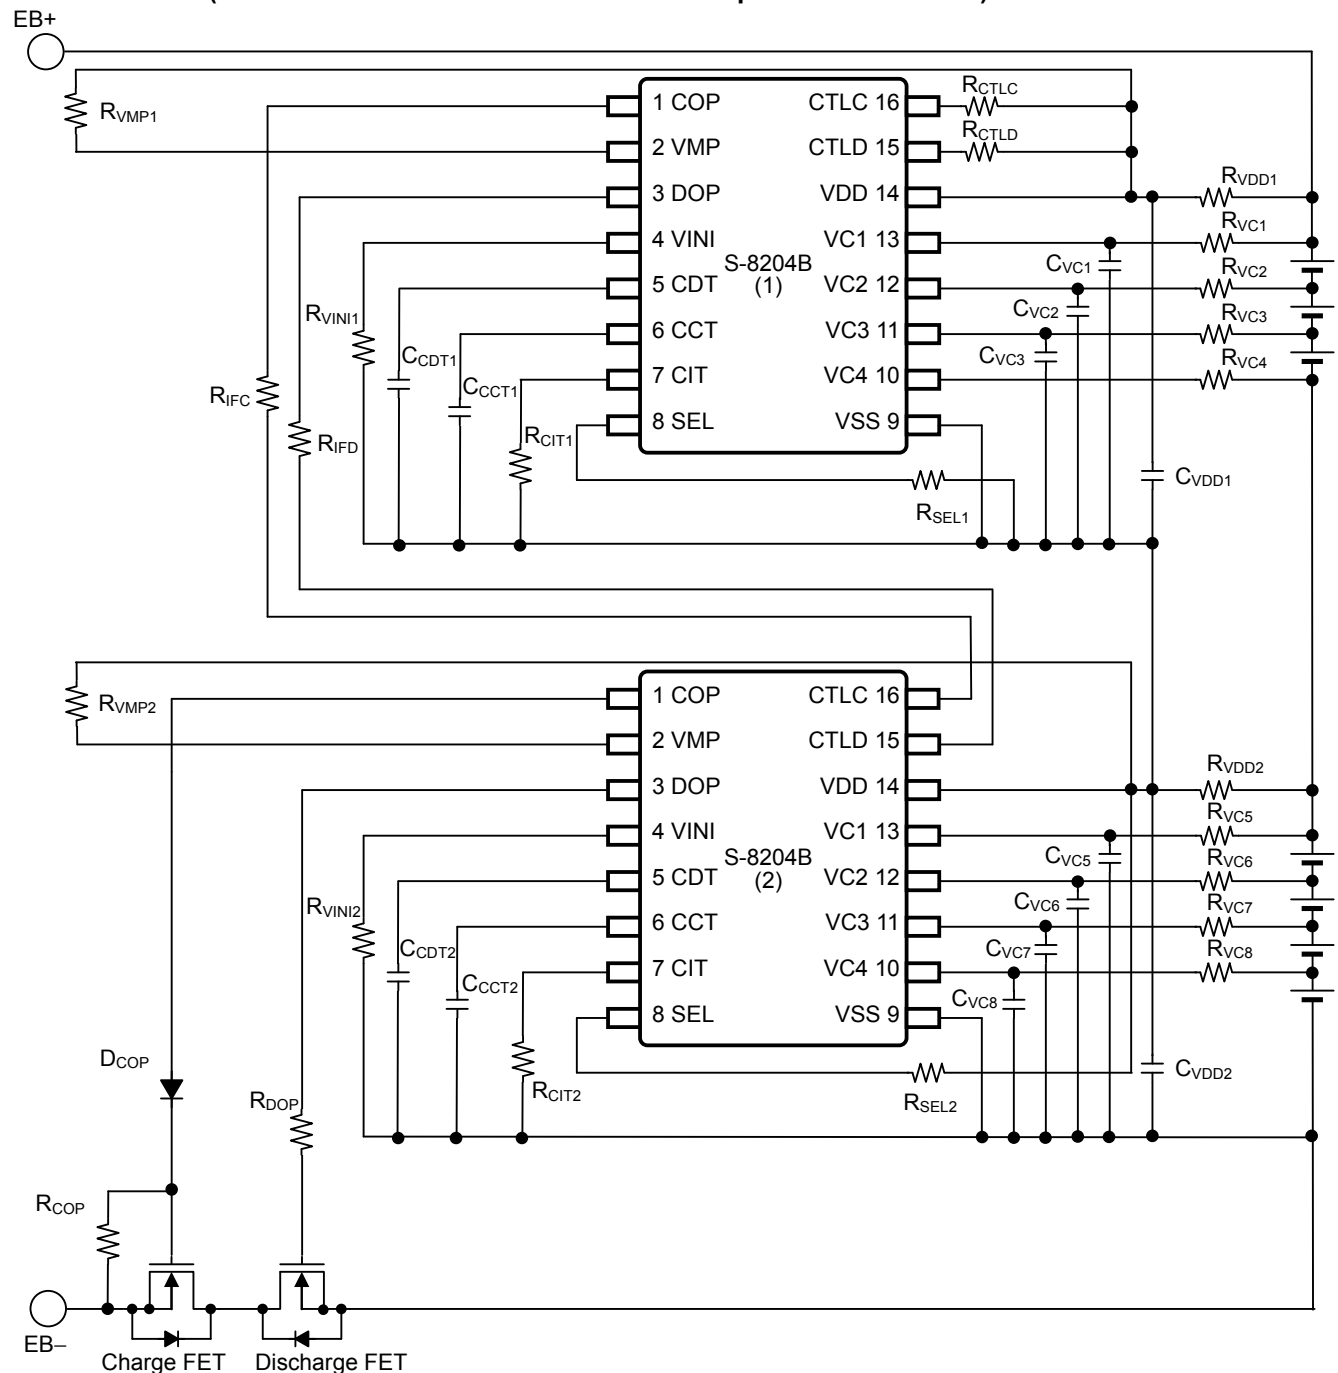 EB+
RVMP1
1 COP
CTLC 16
RCTLC
2 VMP
CTLD 15
RCTLD
3 DOP
VDD 14
RVDD1
4 VINI
VC1 13
RVC1
S-8204B
(1)
CVC1
5 CDT
VC2 12
RVC2
RVINI1
CVC2
6 CCT
VC3 11
RVC3
CCDT1
CVC3
7 CIT
VC4 10
RVC4
CCCT1
RIFC
8 SEL
VSS 9
RIFD
RCIT1
CVDD1
RSEL1
RVMP2
1 COP
CTLC 16
2 VMP
CTLD 15
3 DOP
VDD 14
RVDD2
4 VINI
VC1 13
RVC5
S-8204B
(2)
CVC5
5 CDT
VC2 12
RVC6
RVINI2
CVC6
6 CCT
VC3 11
RVC7
CCDT2
CVC7
7 CIT
VC4 10
RVC8
CCCT2
CVC8
8 SEL
VSS 9
DCOP
RCIT2
CVDD2
RDOP
RSEL2
RCOP
EB−
Charge FET
Discharge FET